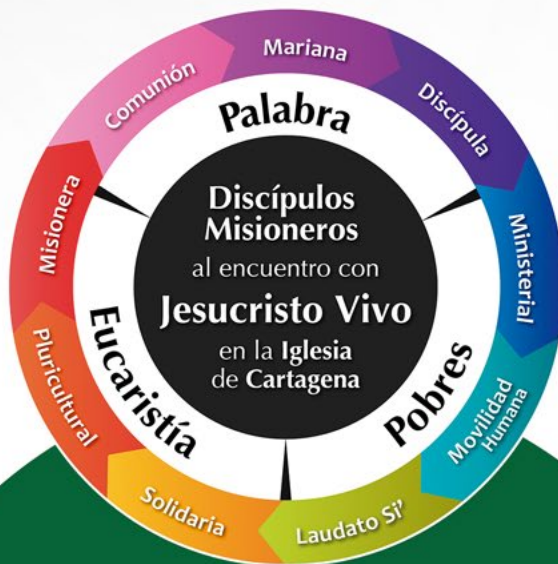 Mariana
Discípula
Ministerial
Movilidad
Humana
Laudato Si'
Solidaria
Pluricultural
Misionera
Comunión
Palabra
Pobres
Eucaristía
Discípulos
Misioneros
al encuentro con
Jesucristo Vivo
en la Iglesia
de Cartagena